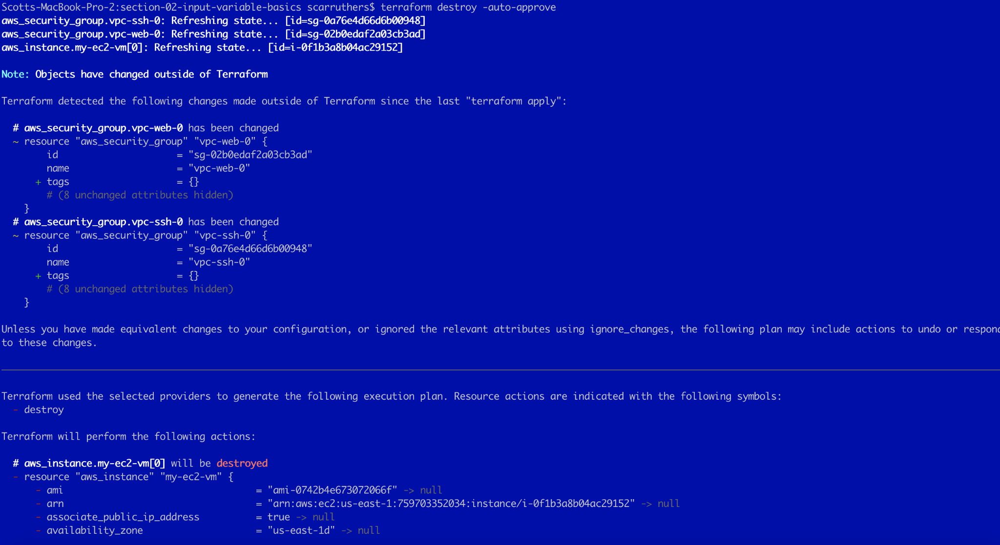 Scotts-MacBook-Pro-2:section-02-input-variable-basics scarruthers$ terraform destroy -auto-approve
aws_security_group.vpc-ssh-0: Refreshing state... [id=sg-0a76e4d66d6b00948]
aws_security_group.vpc-web-0: Refreshing state... [id=sg-02b0edaf2a03cb3ad]
aws_instance.my-ec2-vm[0]: Refreshing state... [id=i-0f1b3a8b04ac29152]
Note: Objects have changed outside of Terraform
Terraform detected the following changes made outside of Terraform since the last "terraform apply":
# aws_security_group.vpc-web-0 has been changed
~ resource "aws_security_group" "vpc-web-0" {
id = "sg-02b0edaf2a03cb3ad"
name = "vpc-web-0"
+ tags = {}
# (8 unchanged attributes hidden)
}
# aws_security_group.vpc-ssh-0 has been changed
~ resource "aws_security_group" "vpc-ssh-0" {
id = "sg-0a76e4d66d6b00948"
name = "vpc-ssh-0"
+ tags = {}
# (8 unchanged attributes hidden)
}
Unless you have made equivalent changes to your configuration, or ignored the relevant attributes using ignore_changes, the following plan may include actions to undo or respond
to these changes.
Terraform used the selected providers to generate the following execution plan. Resource actions are indicated with the following symbols:
- destroy
Terraform will perform the following actions:
# aws_instance.my-ec2-vm[0] will be destroyed
- resource "aws_instance" "my-ec2-vm" {
- ami = "ami-0742b4e673072066f" -> null
- arn = "arn:aws:ec2:us-east-1:759703352034:instance/i-0f1b3a8b04ac29152" -> null
- associate_public_ip_address = true -> null
- availability_zone = "us-east-1d" -> null